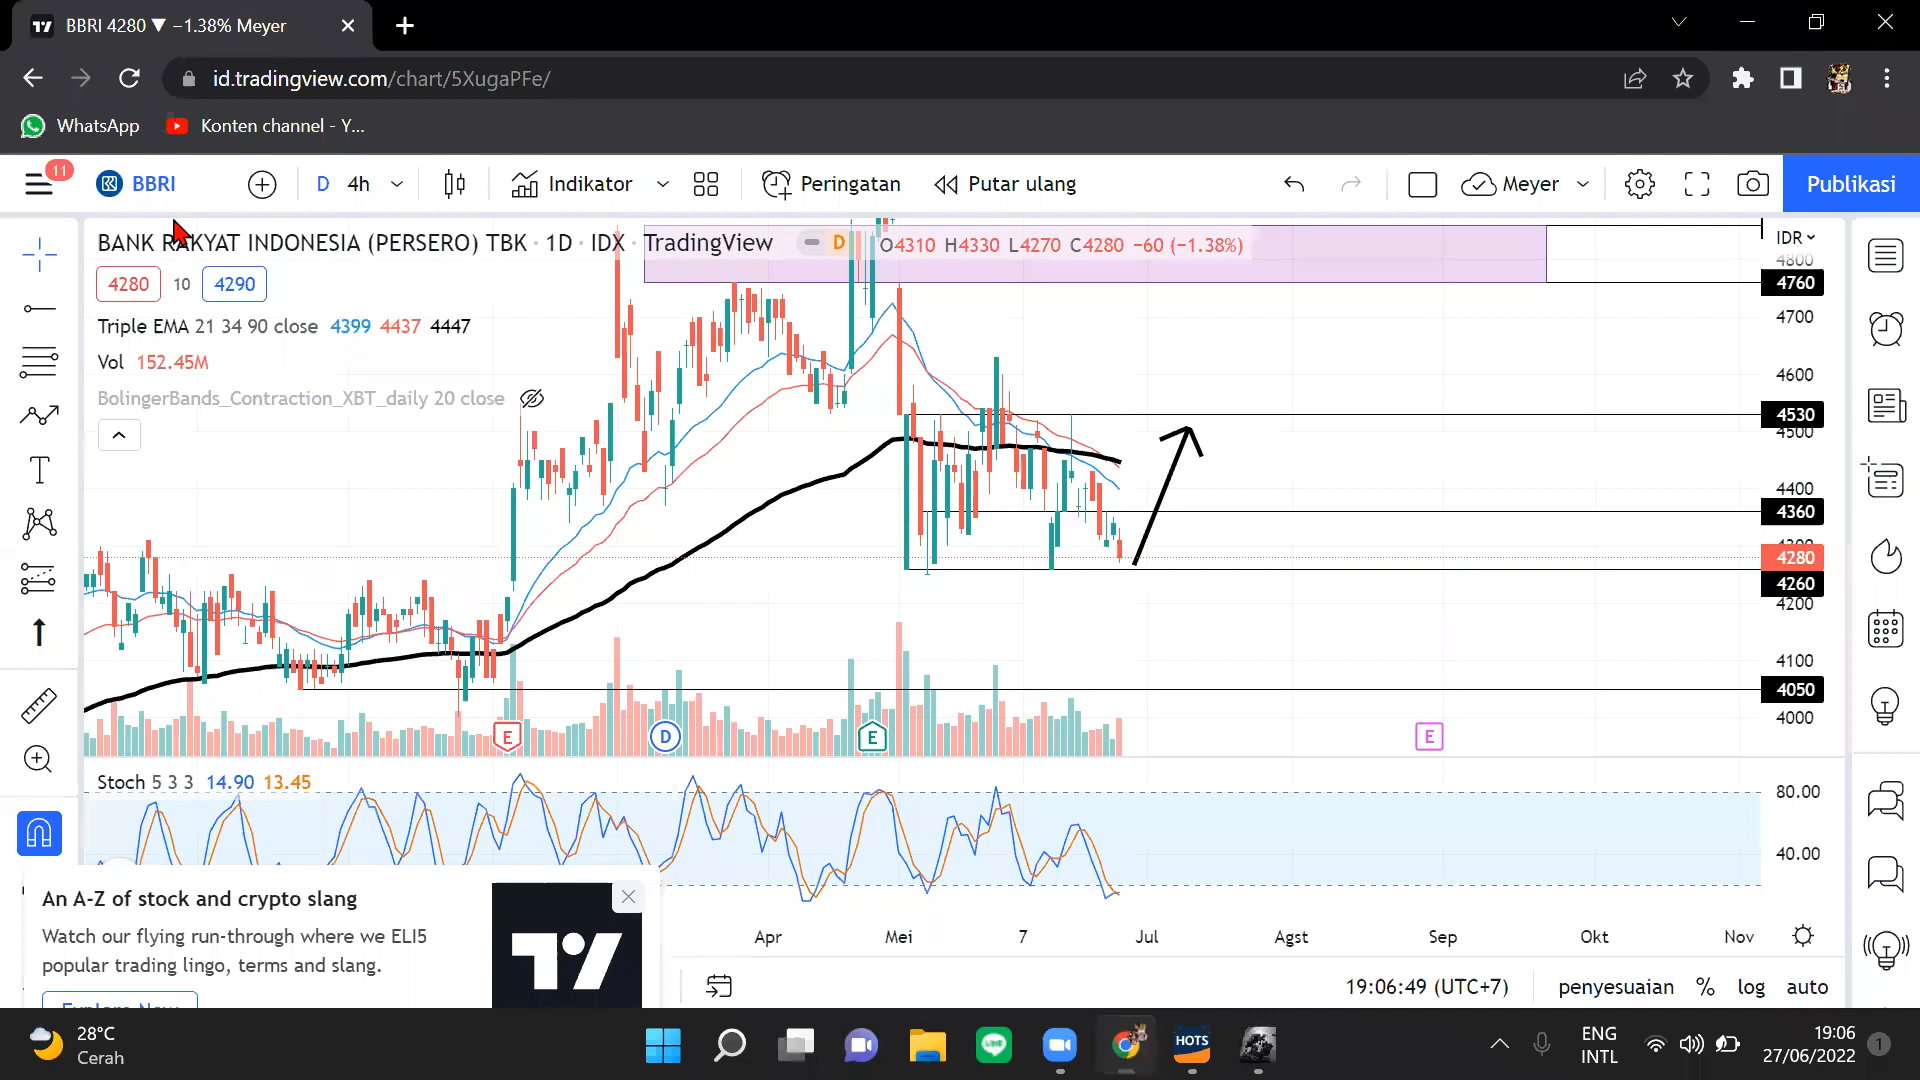 BBRI 4280 ▼ −1.38% Meyer
id.tradingview.com/chart/5XugaPFe/
WhatsApp
Konten channel - Y...
11
BBRI
D
4h
Indikator
Peringatan
Putar ulang
Meyer
Publikasi
BANK RAKYAT INDONESIA (PERSERO) TBK · 1D · IDX · TradingView
D
O4310 H4330 L4270 C4280 −60 (−1.38%)
4280 10 4290
Triple EMA 21 34 90 close 4399 4437 4447
Vol 152.45M
BolingerBands_Contraction_XBT_daily 20 close
IDR
4800
4760
4700
4600
4530
4500
4400
4360
4300
4280
4260
4200
4100
4050
4000
E
D
E
E
Stoch 5 3 3 14.90 13.45
80.00
40.00
An A-Z of stock and crypto slang
Watch our flying run-through where we ELI5
popular trading lingo, terms and slang.
Explore Now
Apr Mei 7 Jul Agst Sep Okt Nov
19:06:49 (UTC+7)
penyesuaian % log auto
28°C
Cerah
LINE
HOTS
ENG
INTL
19:06
27/06/2022
1